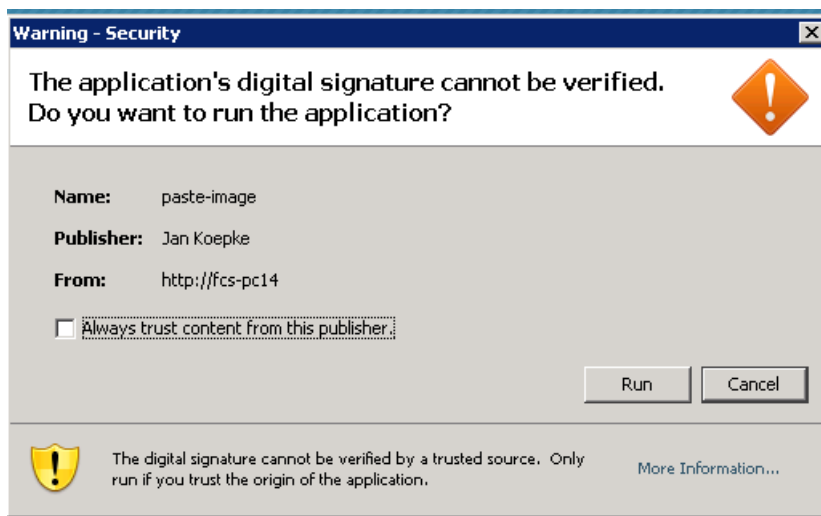 Warning - Security
The application's digital signature cannot be verified.
Do you want to run the application?
Name: paste-image
Publisher: Jan Koepke
From: http://fcs-pc14
Always trust content from this publisher.
Run Cancel
The digital signature cannot be verified by a trusted source. Only
run if you trust the origin of the application.
More Information...